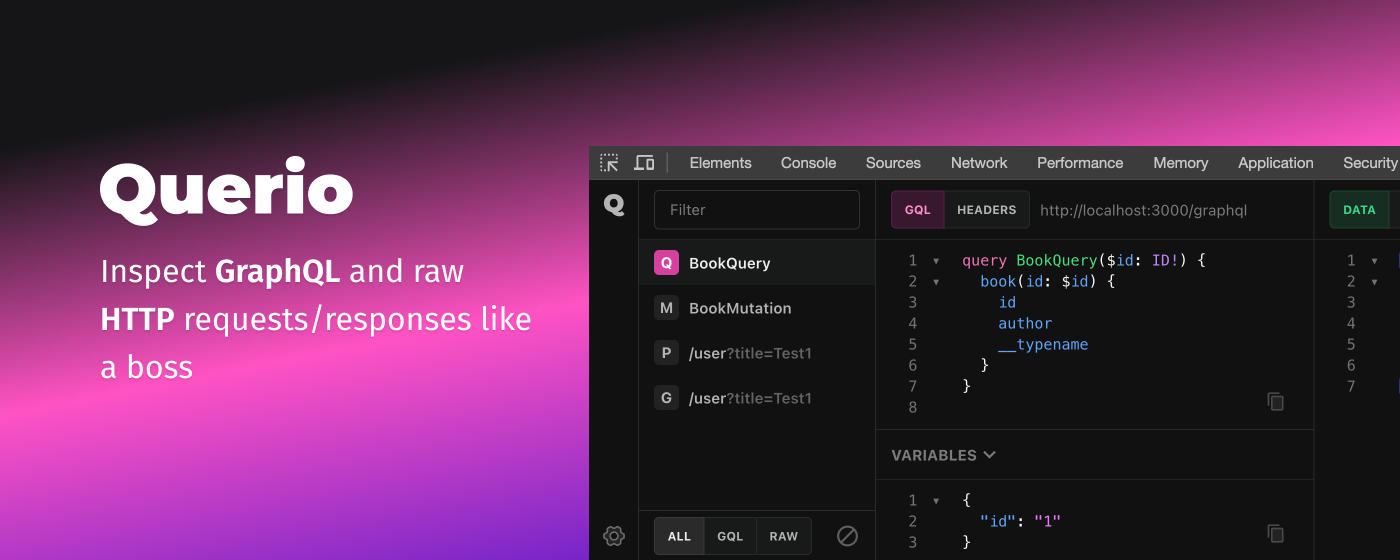 Querio
Inspect GraphQL and raw
HTTP requests/responses like
a boss
Elements Console Sources Network Performance Memory Application Security
Q
Filter
Q BookQuery
M BookMutation
P /user?title=Test1
G /user?title=Test1
ALL GQL RAW
GQL HEADERS http://localhost:3000/graphql
1 query BookQuery($id: ID!) {
2 book(id: $id) {
3 id
4 author
5 __typename
6 }
7 }
8
VARIABLES
1 {
2 "id": "1"
3 }
DATA
1
2
3
4
5
6
7